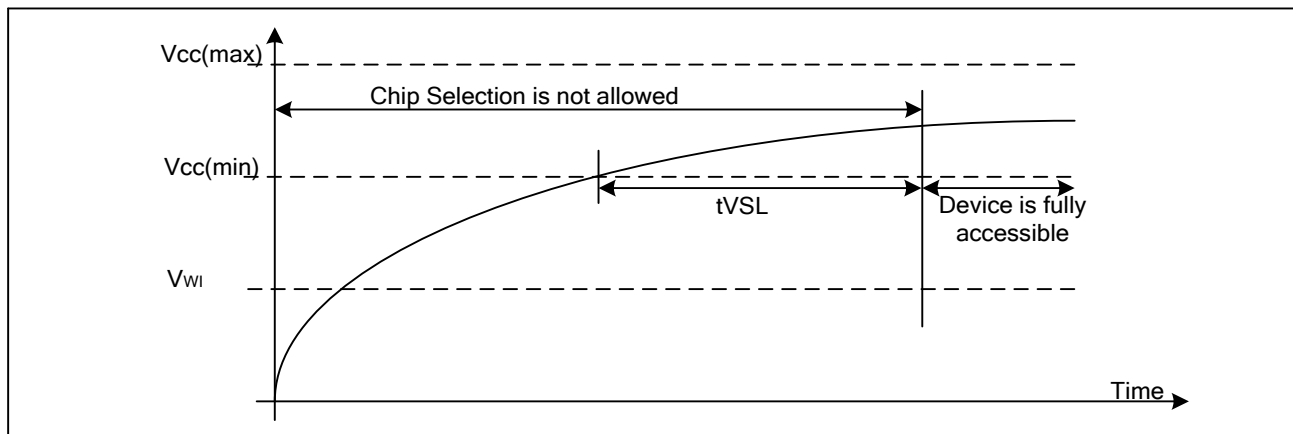 Vcc(max)
Chip Selection is not allowed
Vcc(min)
tVSL
Device is fully
accessible
VWI
Time